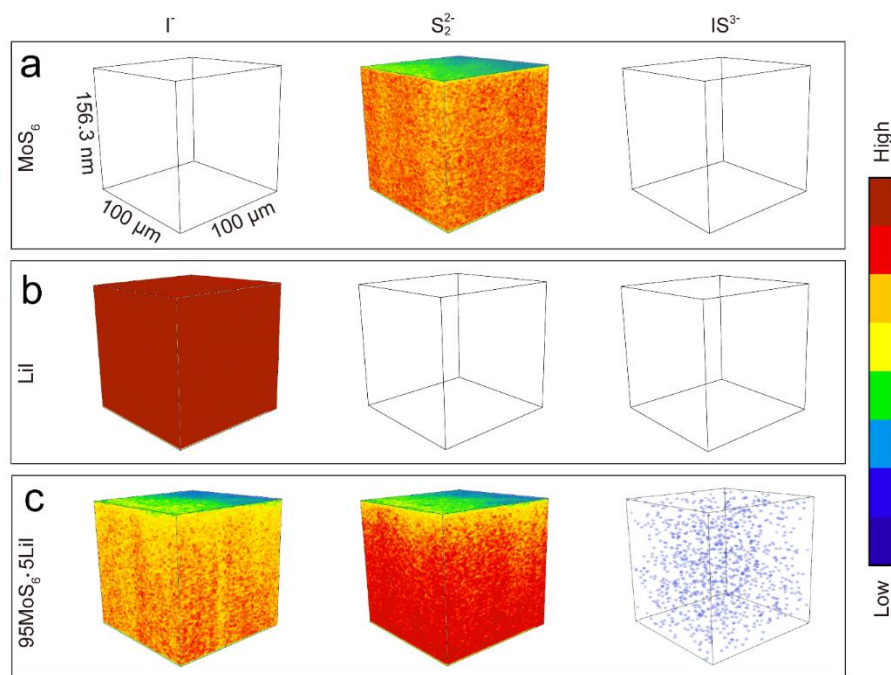 I⁻ S₂²⁻ IS³⁻
a
MoS₆
156.3 nm
100 µm 100 µm
b
LiI
c
95MoS₆·5LiI
High
Low